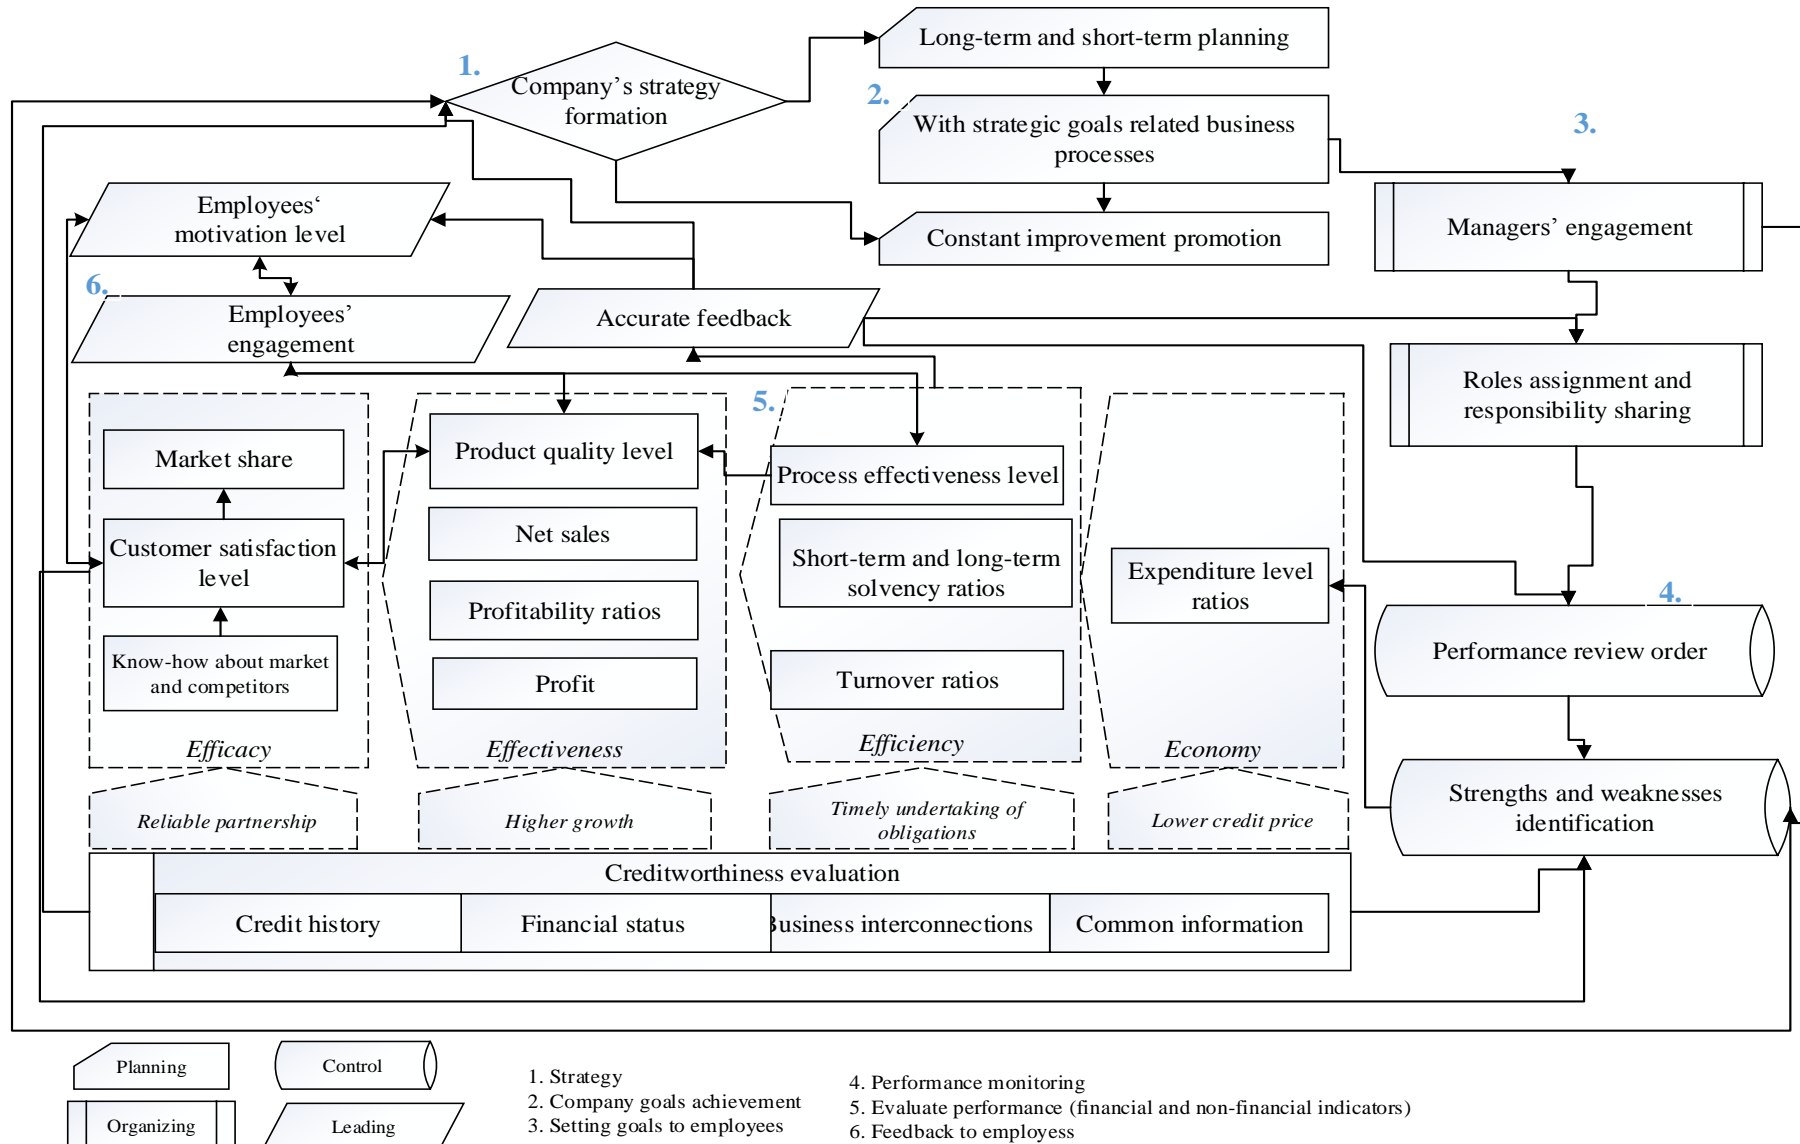 Long-term and short-term planning
1.
Company’s strategy
formation
2.
With strategic goals related business
processes
3.
Employees‘
motivation level
Constant improvement promotion
Managers’ engagement
6.
Employees’
engagement
Accurate feedback
Roles assignment and
responsibility sharing
5.
Market share
Product quality level
Process effectiveness level
Customer satisfaction
level
Net sales
Short-term and long-term
solvency ratios
Expenditure level
ratios
Profitability ratios
4.
Know-how about market
and competitors
Profit
Turnover ratios
Performance review order
Efficacy
Effectiveness
Efficiency
Economy
Reliable partnership
Higher growth
Timely undertaking of
obligations
Lower credit price
Strengths and weaknesses
identification
Creditworthiness evaluation
Credit history
Financial status
Business interconnections
Common information
Planning
Control
Organizing
Leading
1. Strategy
2. Company goals achievement
3. Setting goals to employees
4. Performance monitoring
5. Evaluate performance (financial and non-financial indicators)
6. Feedback to employess